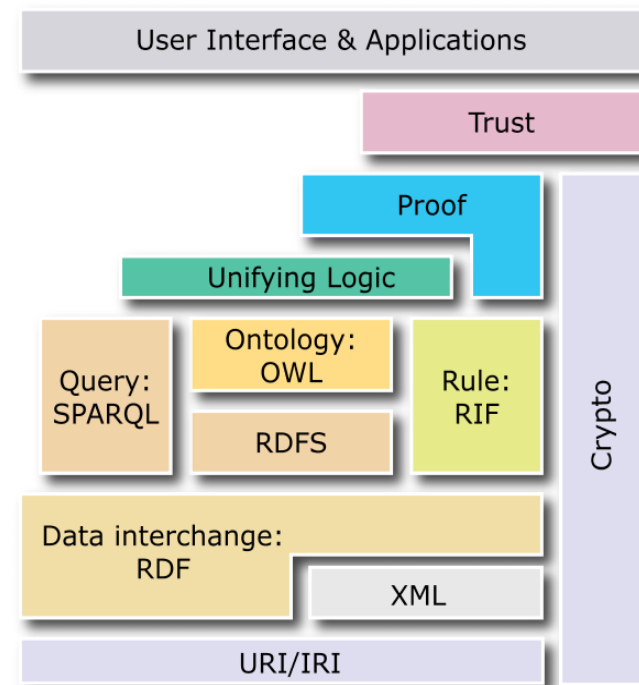 User Interface & Applications
Trust
Proof
Unifying Logic
Query:
SPARQL
Ontology:
OWL
RDFS
Rule:
RIF
Crypto
Data interchange:
RDF
XML
URI/IRI